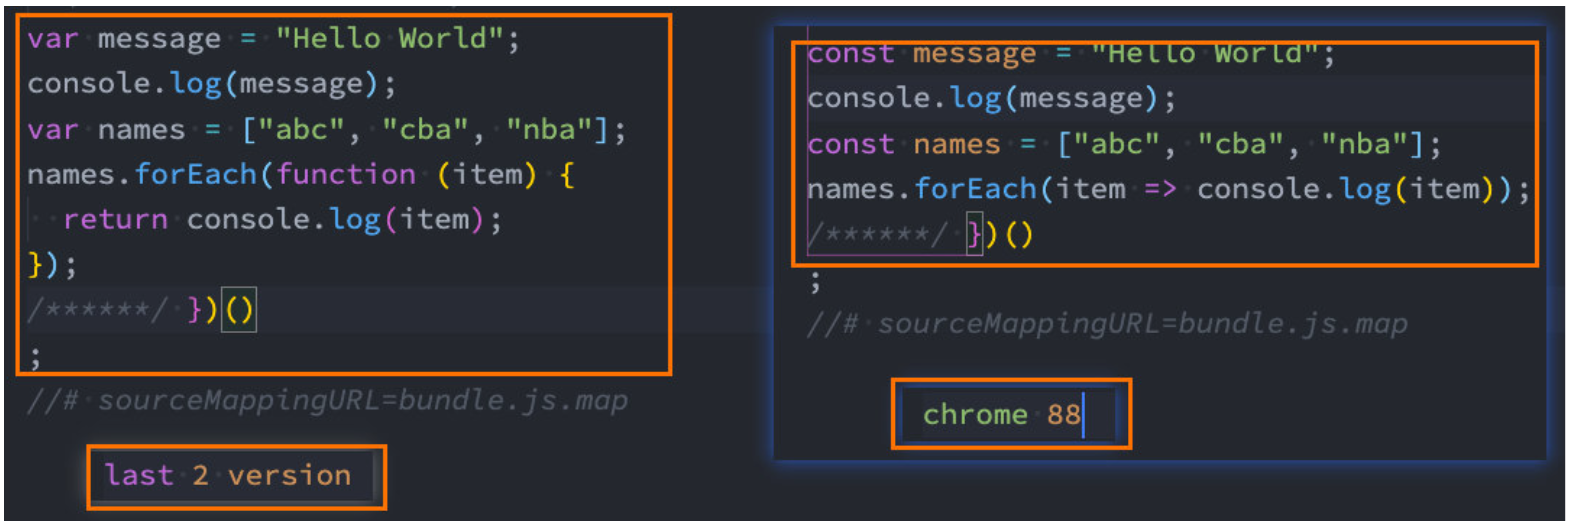 var message = "Hello World";
console.log(message);
var names = ["abc", "cba", "nba"];
names.forEach(function (item) {
  return console.log(item);
});
/******/ })()
;
//# sourceMappingURL=bundle.js.map
last 2 version
const message = "Hello World";
console.log(message);
const names = ["abc", "cba", "nba"];
names.forEach(item => console.log(item));
/******/ })()
;
//# sourceMappingURL=bundle.js.map
chrome 88